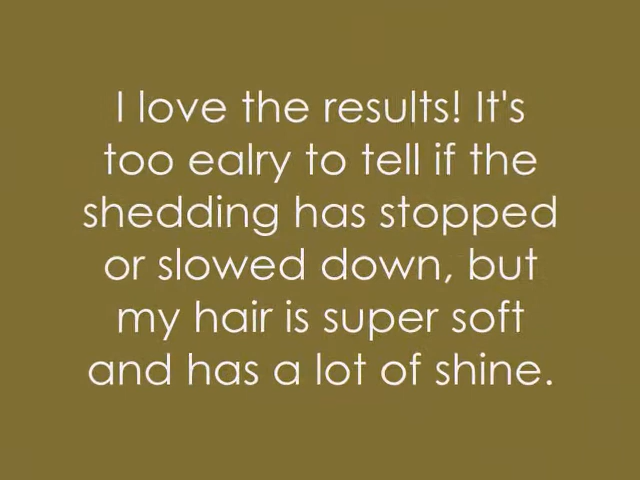 I love the results! It's
too ealry to tell if the
shedding has stopped
or slowed down, but
my hair is super soft
and has a lot of shine.